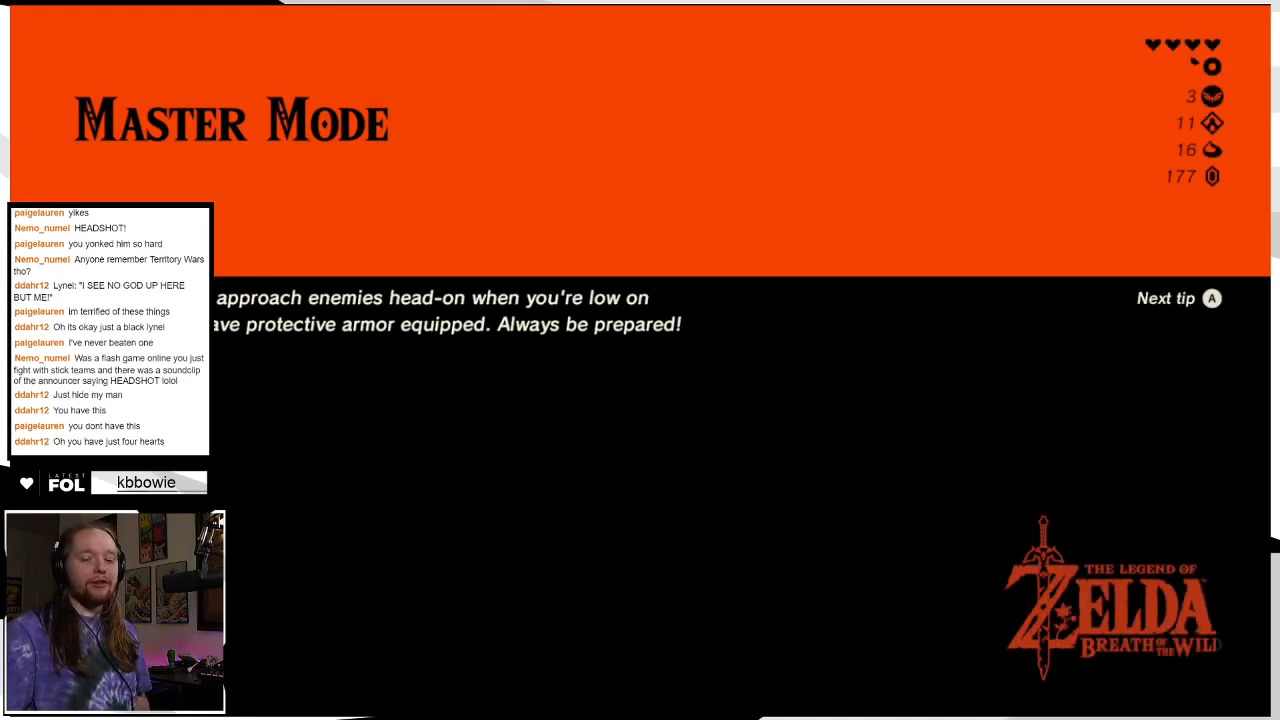 Master Mode
3
11
16
177
paigelauren yikes
Nemo_numel HEADSHOT!
paigelauren you yonked him so hard
Nemo_numel Anyone remember Territory Wars
tho?
ddahr12 Lynel: "I SEE NO GOD UP HERE
BUT ME!"
paigelauren im terrified of these things
ddahr12 Oh its okay just a black lynel
paigelauren I've never beaten one
Nemo_numel Was a flash game online you just
fight with stick teams and there was a soundclip
of the announcer saying HEADSHOT lolol
ddahr12 Just hide my man
ddahr12 You have this
paigelauren you dont have this
ddahr12 Oh you have just four hearts
approach enemies head-on when you're low on
ave protective armor equipped. Always be prepared!
Next tip A
LATEST
FOL kbbowie
THE LEGEND OF
ZELDA
BREATH OF THE WILD